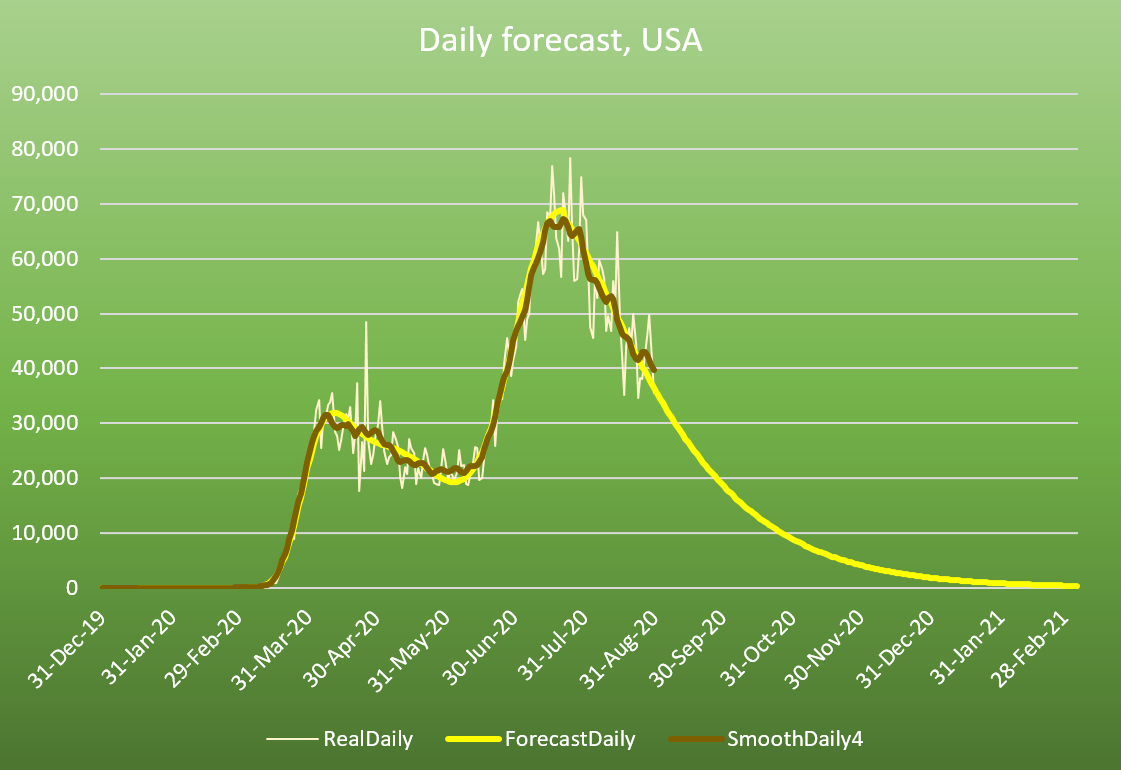 Daily forecast, USA
90,000
80,000
70,000
60,000
50,000
40,000
30,000
20,000
10,000
0
31-Dec-19
31-Jan-20
29-Feb-20
31-Mar-20
30-Apr-20
31-May-20
30-Jun-20
31-Jul-20
31-Aug-20
30-Sep-20
31-Oct-20
30-Nov-20
31-Dec-20
31-Jan-21
28-Feb-21
RealDaily ForecastDaily SmoothDaily4